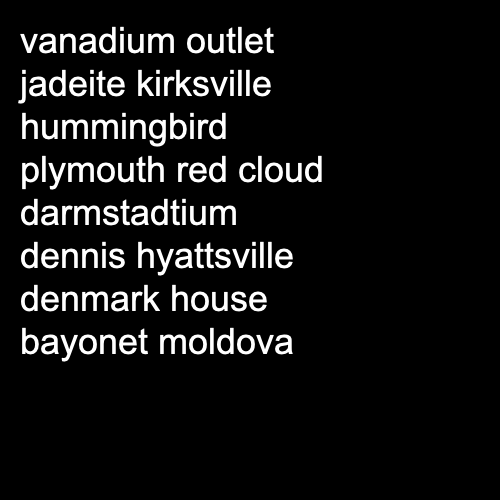 vanadium outlet
jadeite kirksville
hummingbird
plymouth red cloud
darmstadtium
dennis hyattsville
denmark house
bayonet moldova